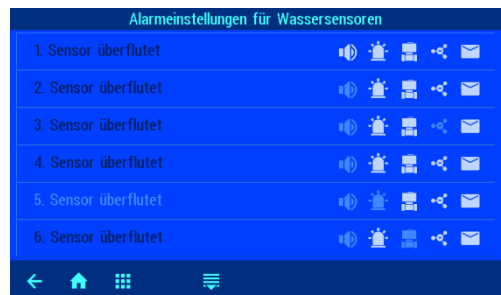 Alarmeinstellungen für Wassersensoren
1. Sensor überflutet
2. Sensor überflutet
3. Sensor überflutet
4. Sensor überflutet
5. Sensor überflutet
6. Sensor überflutet